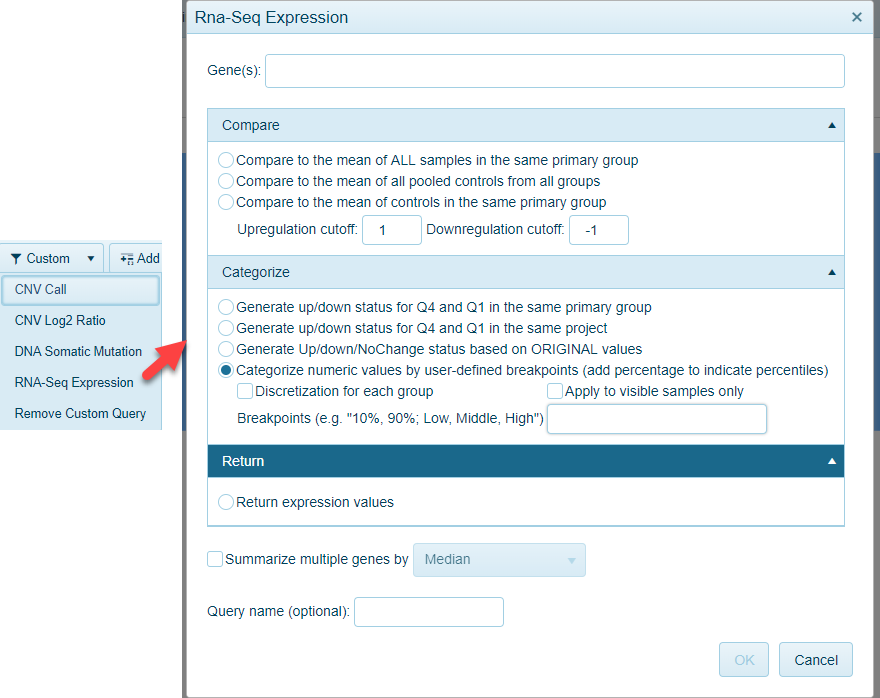 Custom
Add
CNV Call
CNV Log2 Ratio
DNA Somatic Mutation
RNA-Seq Expression
Remove Custom Query
Rna-Seq Expression
Gene(s):
Compare
Compare to the mean of ALL samples in the same primary group
Compare to the mean of all pooled controls from all groups
Compare to the mean of controls in the same primary group
Upregulation cutoff: 1 Downregulation cutoff: -1
Categorize
Generate up/down status for Q4 and Q1 in the same primary group
Generate up/down status for Q4 and Q1 in the same project
Generate Up/down/NoChange status based on ORIGINAL values
Categorize numeric values by user-defined breakpoints (add percentage to indicate percentiles)
Discretization for each group Apply to visible samples only
Breakpoints (e.g. "10%, 90%; Low, Middle, High")
Return
Return expression values
Summarize multiple genes by Median
Query name (optional):
OK Cancel